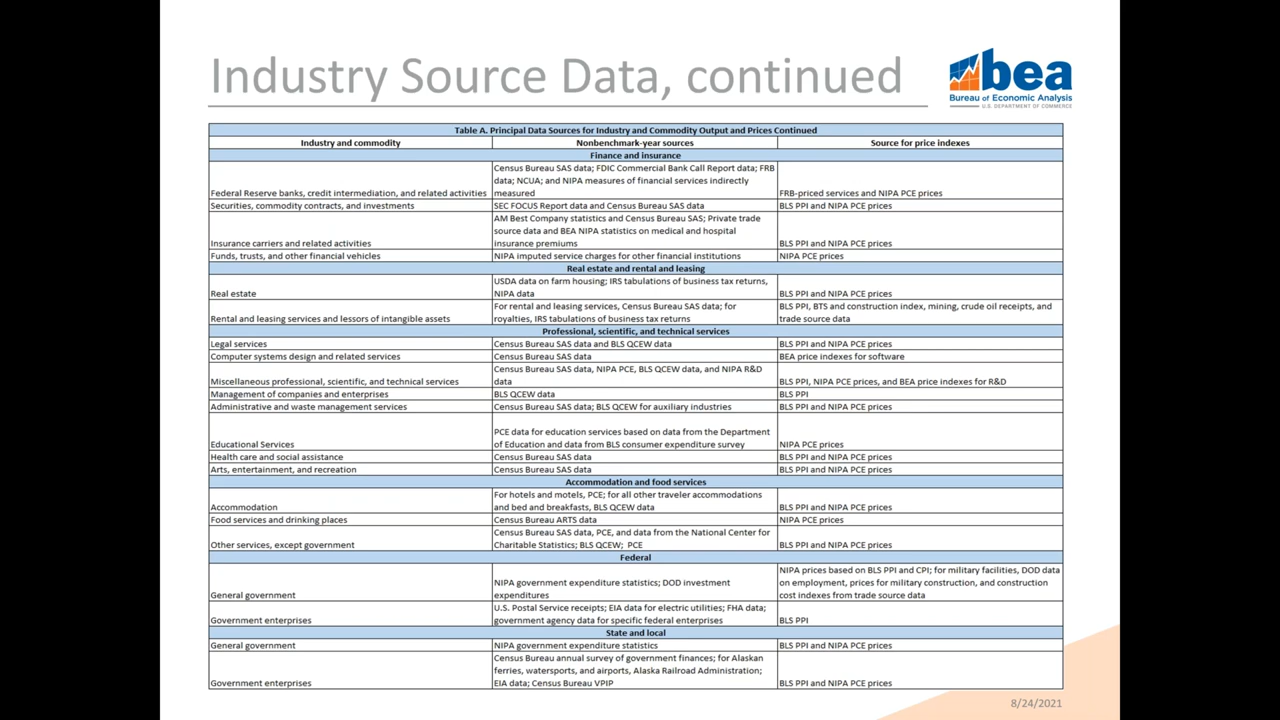 Industry Source Data, continued
bea
Bureau of Economic Analysis
U.S. DEPARTMENT OF COMMERCE
Table A. Principal Data Sources for Industry and Commodity Output and Prices Continued
Industry and commodity
Nonbenchmark-year sources
Source for price indexes
Finance and insurance
Federal Reserve banks, credit intermediation, and related activities
Census Bureau SAS data; FDIC Commercial Bank Call Report data; FRB
data; NCUA; and NIPA measures of financial services indirectly
measured
FRB-priced services and NIPA PCE prices
Securities, commodity contracts, and investments
SEC FOCUS Report data and Census Bureau SAS data
BLS PPI and NIPA PCE prices
Insurance carriers and related activities
AM Best Company statistics and Census Bureau SAS; Private trade
source data and BEA NIPA statistics on medical and hospital
insurance premiums
BLS PPI and NIPA PCE prices
Funds, trusts, and other financial vehicles
NIPA imputed service charges for other financial institutions
NIPA PCE prices
Real estate and rental and leasing
Real estate
USDA data on farm housing; IRS tabulations of business tax returns,
NIPA data
BLS PPI and NIPA PCE prices
Rental and leasing services and lessors of intangible assets
For rental and leasing services, Census Bureau SAS data; for
royalties, IRS tabulations of business tax returns
BLS PPI, BTS and construction index, mining, crude oil receipts, and
trade source data
Professional, scientific, and technical services
Legal services
Census Bureau SAS data and BLS QCEW data
BLS PPI and NIPA PCE prices
Computer systems design and related services
Census Bureau SAS data
BEA price indexes for software
Miscellaneous professional, scientific, and technical services
Census Bureau SAS data, NIPA PCE, BLS QCEW data, and NIPA R&D
data
BLS PPI, NIPA PCE prices, and BEA price indexes for R&D
Management of companies and enterprises
BLS QCEW data
BLS PPI
Administrative and waste management services
Census Bureau SAS data; BLS QCEW for auxiliary industries
BLS PPI and NIPA PCE prices
Educational Services
PCE data for education services based on data from the Department
of Education and data from BLS consumer expenditure survey
NIPA PCE prices
Health care and social assistance
Census Bureau SAS data
BLS PPI and NIPA PCE prices
Arts, entertainment, and recreation
Census Bureau SAS data
BLS PPI and NIPA PCE prices
Accommodation and food services
Accommodation
For hotels and motels, PCE; for all other traveler accommodations
and bed and breakfasts, BLS QCEW data
BLS PPI and NIPA PCE prices
Food services and drinking places
Census Bureau ARTS data
NIPA PCE prices
Other services, except government
Census Bureau SAS data, PCE, and data from the National Center for
Charitable Statistics; BLS QCEW; PCE
BLS PPI and NIPA PCE prices
Federal
General government
NIPA government expenditure statistics; DOD investment
expenditures
NIPA prices based on BLS PPI and CPI; for military facilities, DOD data
on employment, prices for military construction, and construction
cost indexes from trade source data
Government enterprises
U.S. Postal Service receipts; EIA data for electric utilities; FHA data;
government agency data for specific federal enterprises
BLS PPI
State and local
General government
NIPA government expenditure statistics
BLS PPI and NIPA PCE prices
Government enterprises
Census Bureau annual survey of government finances; for Alaskan
ferries, watersports, and airports, Alaska Railroad Administration;
EIA data; Census Bureau VPIP
BLS PPI and NIPA PCE prices
8/24/2021